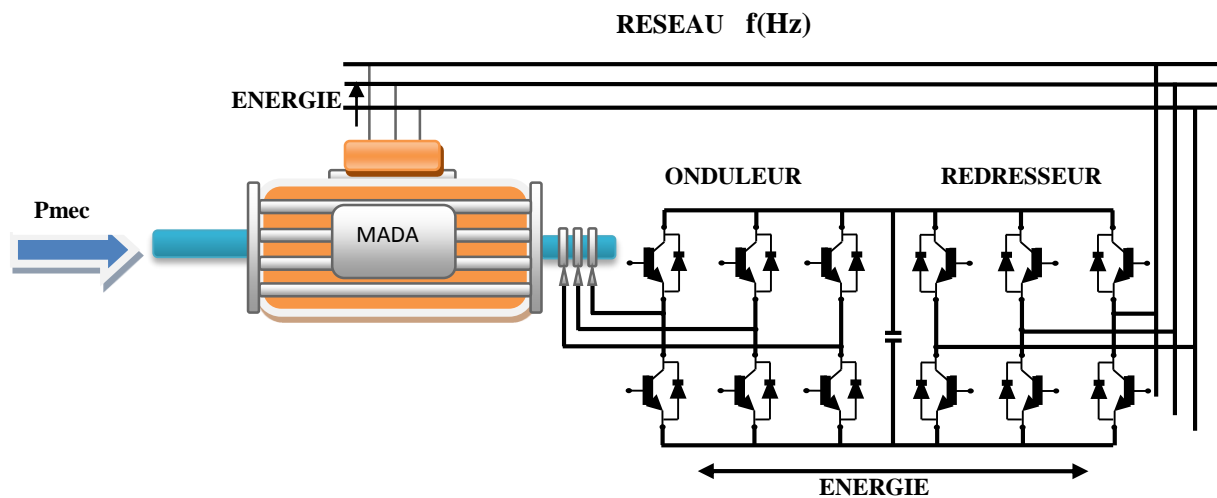 RESEAU f(Hz)
ENERGIE
ONDULEUR
REDRESSEUR
Pmec
MADA
ENERGIE